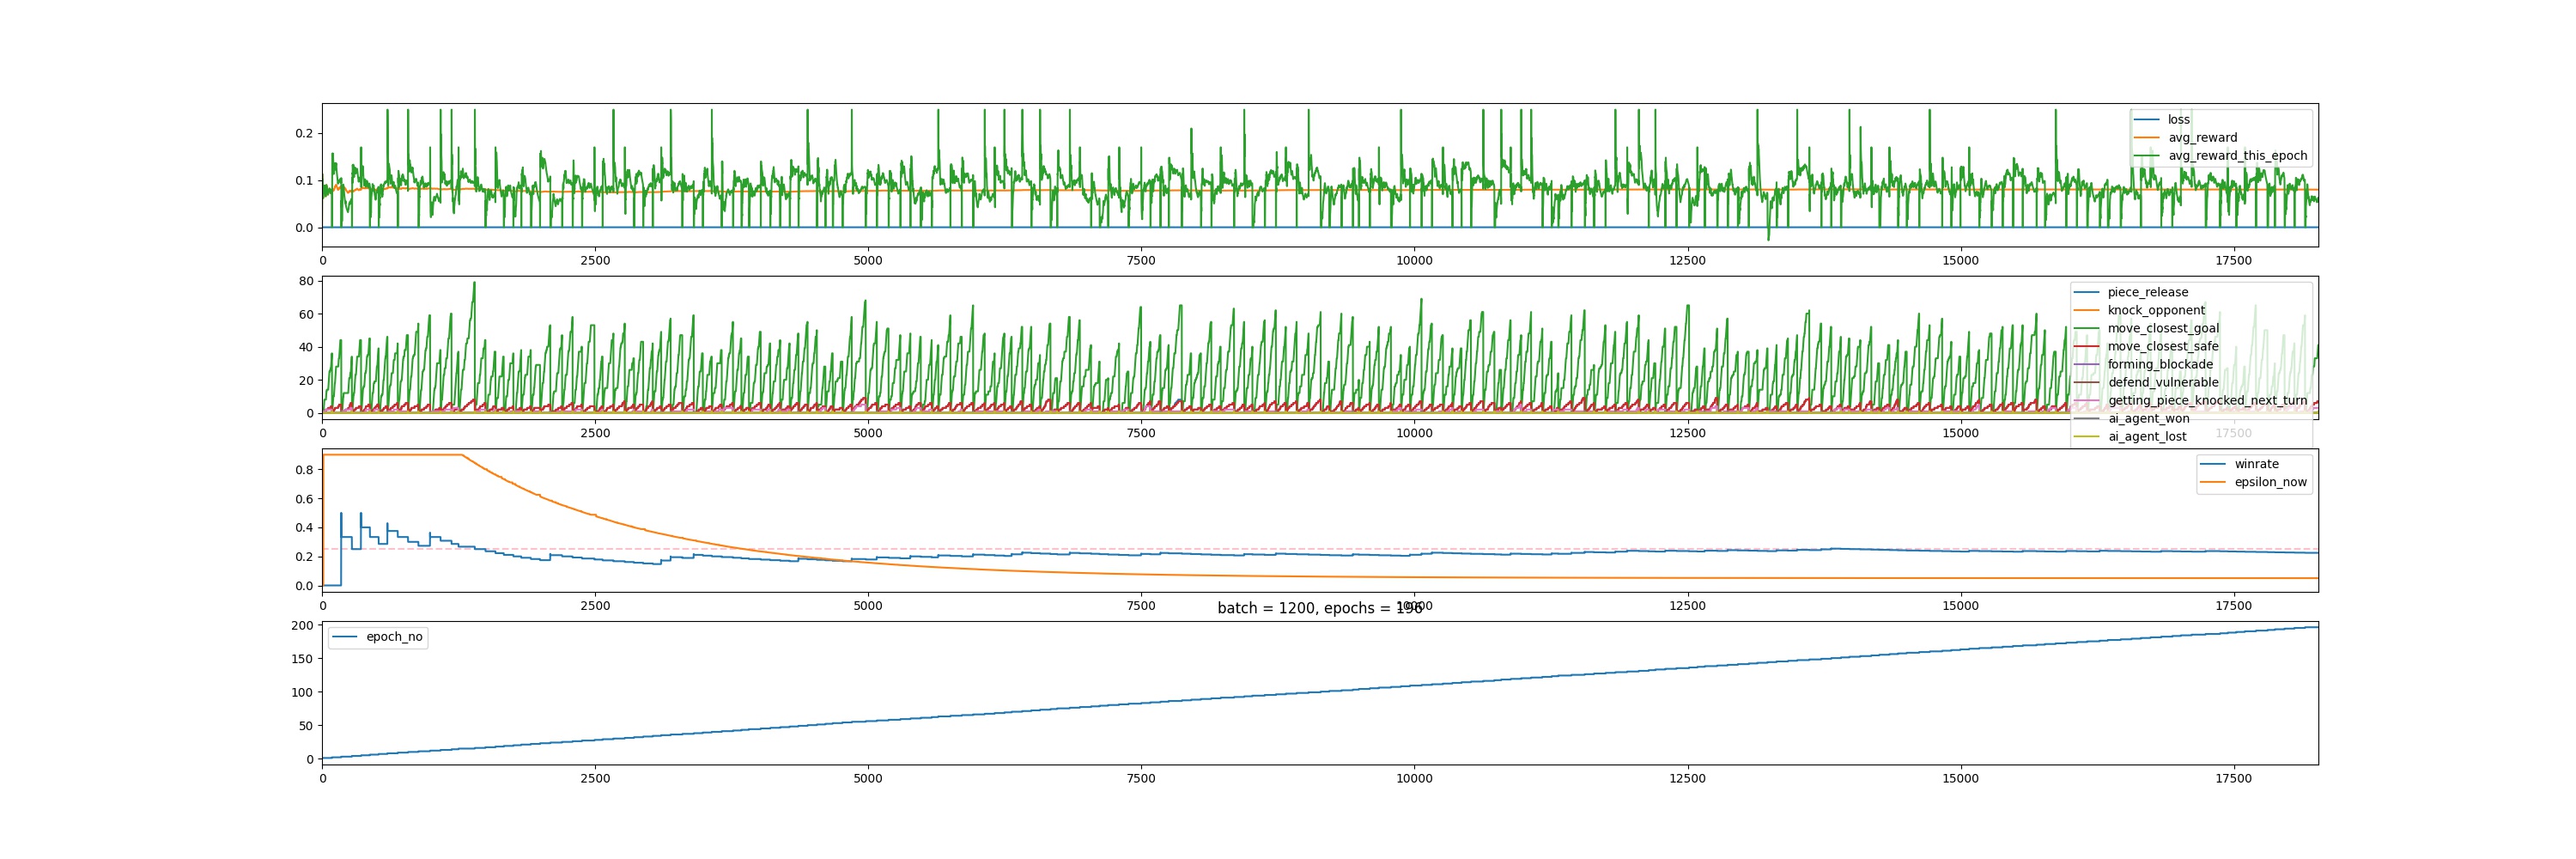 0.2
0.1
0.0
loss
avg_reward
avg_reward_this_epoch
0 2500 5000 7500 10000 12500 15000 17500
80
60
40
20
0
piece_release
knock_opponent
move_closest_goal
move_closest_safe
forming_blockade
defend_vulnerable
getting_piece_knocked_next_turn
ai_agent_won
ai_agent_lost
0 2500 5000 7500 10000 12500 15000 17500
0.8
0.6
0.4
0.2
0.0
winrate
epsilon_now
0 2500 5000 7500 10000 12500 15000 17500
batch = 1200, epochs = 196
200
150
100
50
0
epoch_no
0 2500 5000 7500 10000 12500 15000 17500